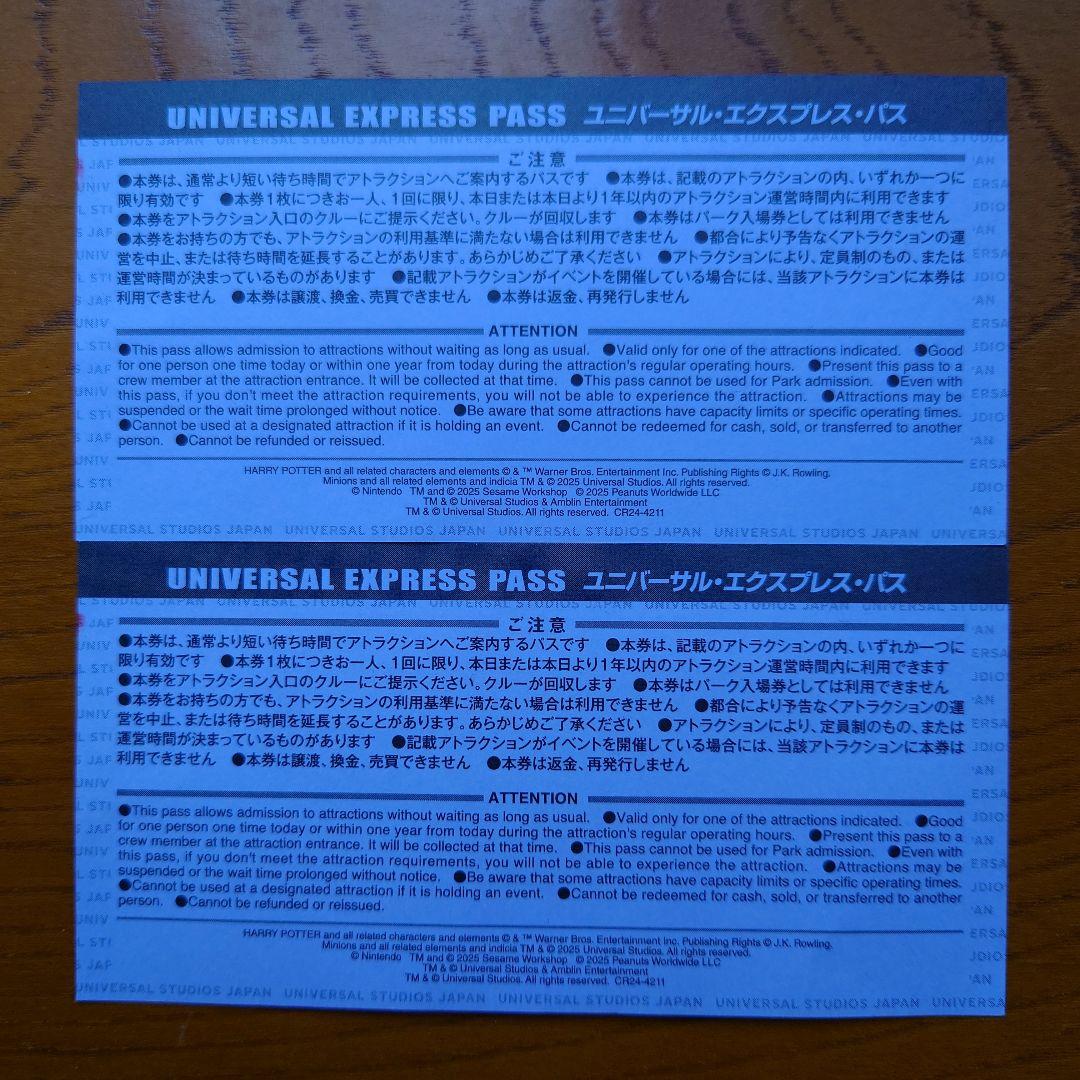 UNIVERSAL EXPRESS PASS ユニバーサル・エクスプレス・パス
ご注意
●本券は、通常より短い待ち時間でアトラクションへご案内するパスです ●本券は、記載のアトラクションの内、いずれか一つに
限り有効です ●本券1枚につきお一人、1回に限り、本日または本日より1年以内のアトラクション運営時間内に利用できます
●本券をアトラクション入口のクルーにご提示ください。クルーが回収します ●本券はパーク入場券としては利用できません
●本券をお持ちの方でも、アトラクションの利用基準に満たない場合は利用できません ●都合により予告なくアトラクションの運
営を中止、または待ち時間を延長することがあります。あらかじめご了承ください ●アトラクションにより、定員制のもの、または
運営時間が決まっているものがあります ●記載アトラクションがイベントを開催している場合には、当該アトラクションに本券は
利用できません ●本券は譲渡、換金、売買できません ●本券は返金、再発行しません
ATTENTION
●This pass allows admission to attractions without waiting as long as usual. ●Valid only for one of the attractions indicated. ●Good
for one person one time today or within one year from today during the attraction's regular operating hours. ●Present this pass to a
crew member at the attraction entrance. It will be collected at that time. ●This pass cannot be used for Park admission. ●Even with
this pass, if you don't meet the attraction requirements, you will not be able to experience the attraction. ●Attractions may be
suspended or the wait time prolonged without notice. ●Be aware that some attractions have capacity limits or specific operating times.
●Cannot be used at a designated attraction if it is holding an event. ●Cannot be redeemed for cash, sold, or transferred to another
person. ●Cannot be refunded or reissued.
HARRY POTTER and all related characters and elements © & ™ Warner Bros. Entertainment Inc. Publishing Rights © J.K. Rowling.
Minions and all related elements and indicia TM & © 2025 Universal Studios. All rights reserved.
© Nintendo TM and © 2025 Sesame Workshop © 2025 Peanuts Worldwide LLC
TM & © Universal Studios & Amblin Entertainment
TM & © Universal Studios. All rights reserved. CR24-4211
UNIVERSAL STUDIOS JAPAN UNIVERSAL STUDIOS JAPAN UNIVERSAL STUDIOS JAPAN UNIVERSA
UNIVERSAL EXPRESS PASS ユニバーサル・エクスプレス・パス
ご注意
●本券は、通常より短い待ち時間でアトラクションへご案内するパスです ●本券は、記載のアトラクションの内、いずれか一つに
限り有効です ●本券1枚につきお一人、1回に限り、本日または本日より1年以内のアトラクション運営時間内に利用できます
●本券をアトラクション入口のクルーにご提示ください。クルーが回収します ●本券はパーク入場券としては利用できません
●本券をお持ちの方でも、アトラクションの利用基準に満たない場合は利用できません ●都合により予告なくアトラクションの運
営を中止、または待ち時間を延長することがあります。あらかじめご了承ください ●アトラクションにより、定員制のもの、または
運営時間が決まっているものがあります ●記載アトラクションがイベントを開催している場合には、当該アトラクションに本券は
利用できません ●本券は譲渡、換金、売買できません ●本券は返金、再発行しません
ATTENTION
●This pass allows admission to attractions without waiting as long as usual. ●Valid only for one of the attractions indicated. ●Good
for one person one time today or within one year from today during the attraction's regular operating hours. ●Present this pass to a
crew member at the attraction entrance. It will be collected at that time. ●This pass cannot be used for Park admission. ●Even with
this pass, if you don't meet the attraction requirements, you will not be able to experience the attraction. ●Attractions may be
suspended or the wait time prolonged without notice. ●Be aware that some attractions have capacity limits or specific operating times.
●Cannot be used at a designated attraction if it is holding an event. ●Cannot be redeemed for cash, sold, or transferred to another
person. ●Cannot be refunded or reissued.
HARRY POTTER and all related characters and elements © & ™ Warner Bros. Entertainment Inc. Publishing Rights © J.K. Rowling.
Minions and all related elements and indicia TM & © 2025 Universal Studios. All rights reserved.
© Nintendo TM and © 2025 Sesame Workshop © 2025 Peanuts Worldwide LLC
TM & © Universal Studios & Amblin Entertainment
TM & © Universal Studios. All rights reserved. CR24-4211
UNIVERSAL STUDIOS JAPAN UNIVERSAL STUDIOS JAPAN UNIVERSAL STUDIOS JAPAN UNIVERSA